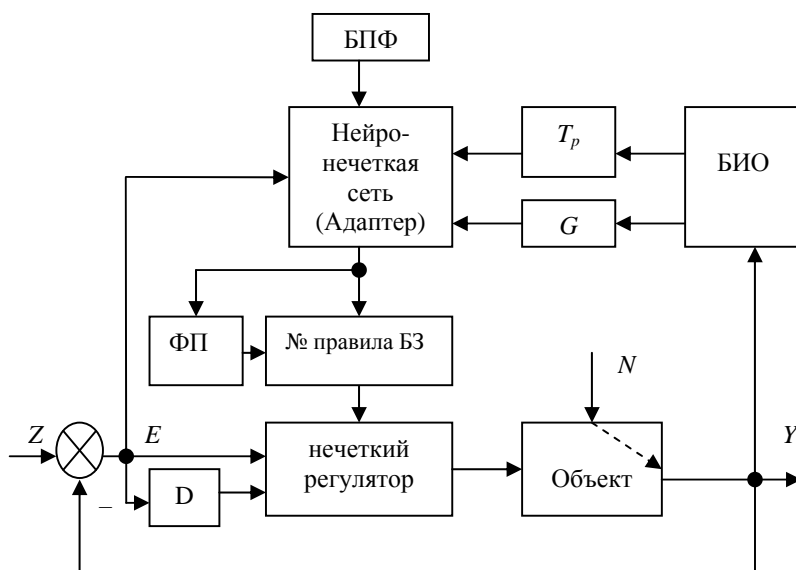 БПФ
Нейро-
нечеткая
сеть
(Адаптер)
T_p
БИО
G
ФП
№ правила БЗ
N
Z
E
нечеткий
регулятор
Объект
Y
D
–